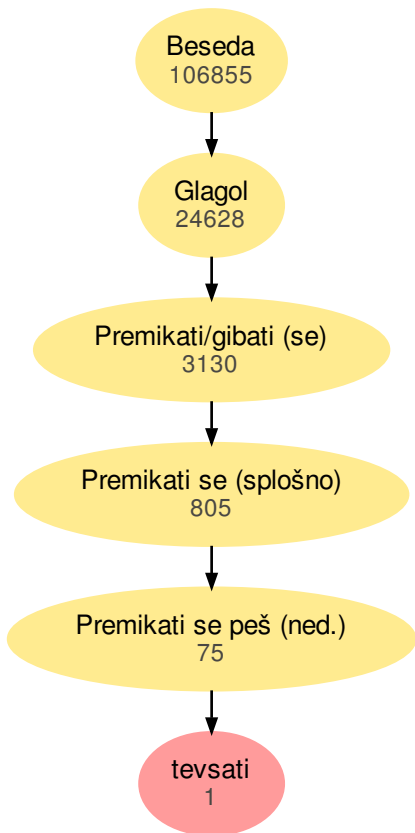 Beseda
106855
Glagol
24628
Premikati/gibati (se)
3130
Premikati se (splošno)
805
Premikati se peš (ned.)
75
tevsati
1